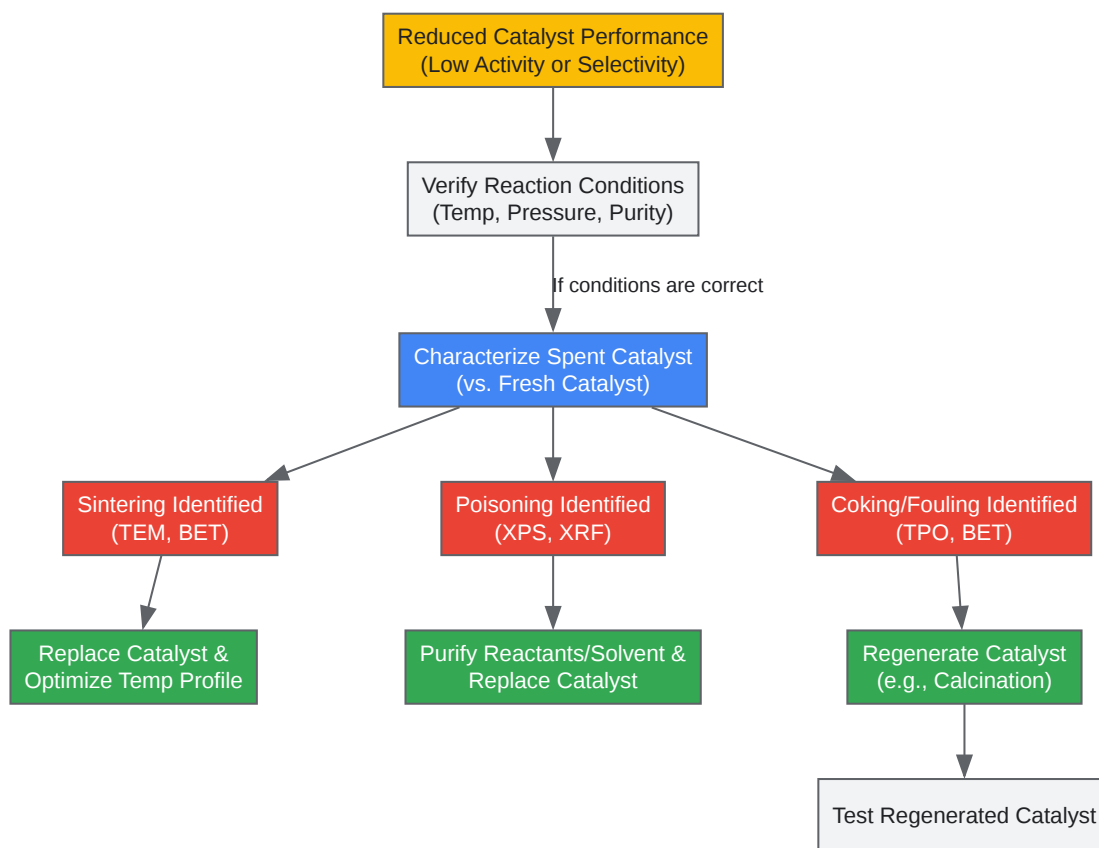 Reduced Catalyst Performance
(Low Activity or Selectivity)
Verify Reaction Conditions
(Temp, Pressure, Purity)
If conditions are correct
Characterize Spent Catalyst
(vs. Fresh Catalyst)
Sintering Identified
(TEM, BET)
Poisoning Identified
(XPS, XRF)
Coking/Fouling Identified
(TPO, BET)
Replace Catalyst &
Optimize Temp Profile
Purify Reactants/Solvent &
Replace Catalyst
Regenerate Catalyst
(e.g., Calcination)
Test Regenerated Catalyst